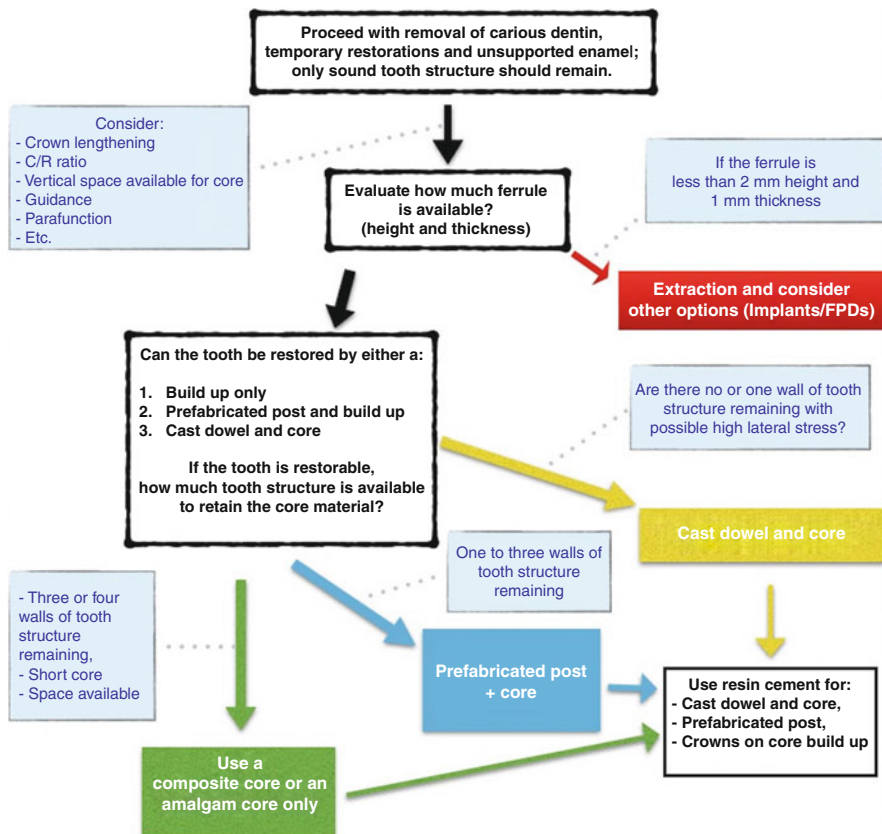 Proceed with removal of carious dentin,
temporary restorations and unsupported enamel;
only sound tooth structure should remain.
Consider:
- Crown lengthening
- C/R ratio
- Vertical space available for core
- Guidance
- Parafunction
- Etc.
Evaluate how much ferrule
is available?
(height and thickness)
If the ferrule is
less than 2 mm height and
1 mm thickness
Extraction and consider
other options (Implants/FPDs)
Can the tooth be restored by either a:
1. Build up only
2. Prefabricated post and build up
3. Cast dowel and core
If the tooth is restorable,
how much tooth structure is available
to retain the core material?
Are there no or one wall of tooth
structure remaining with
possible high lateral stress?
Cast dowel and core
One to three walls of
tooth structure
remaining
- Three or four
walls of tooth
structure
remaining,
- Short core
- Space available
Prefabricated post
+ core
Use resin cement for:
- Cast dowel and core,
- Prefabricated post,
- Crowns on core build up
Use a
composite core or an
amalgam core only